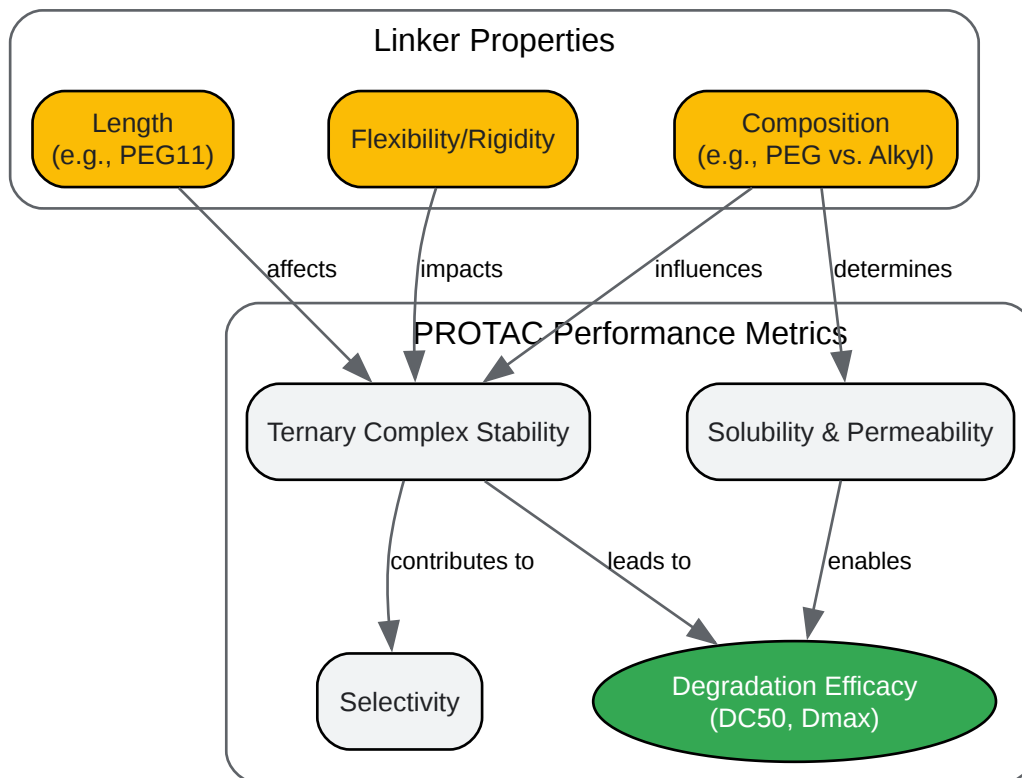 Linker Properties
Length
(e.g., PEG11)
Flexibility/Rigidity
Composition
(e.g., PEG vs. Alkyl)
affects
impacts
influences
determines
PROTAC Performance Metrics
Ternary Complex Stability
Solubility & Permeability
contributes to
leads to
enables
Selectivity
Degradation Efficacy
(DC50, Dmax)